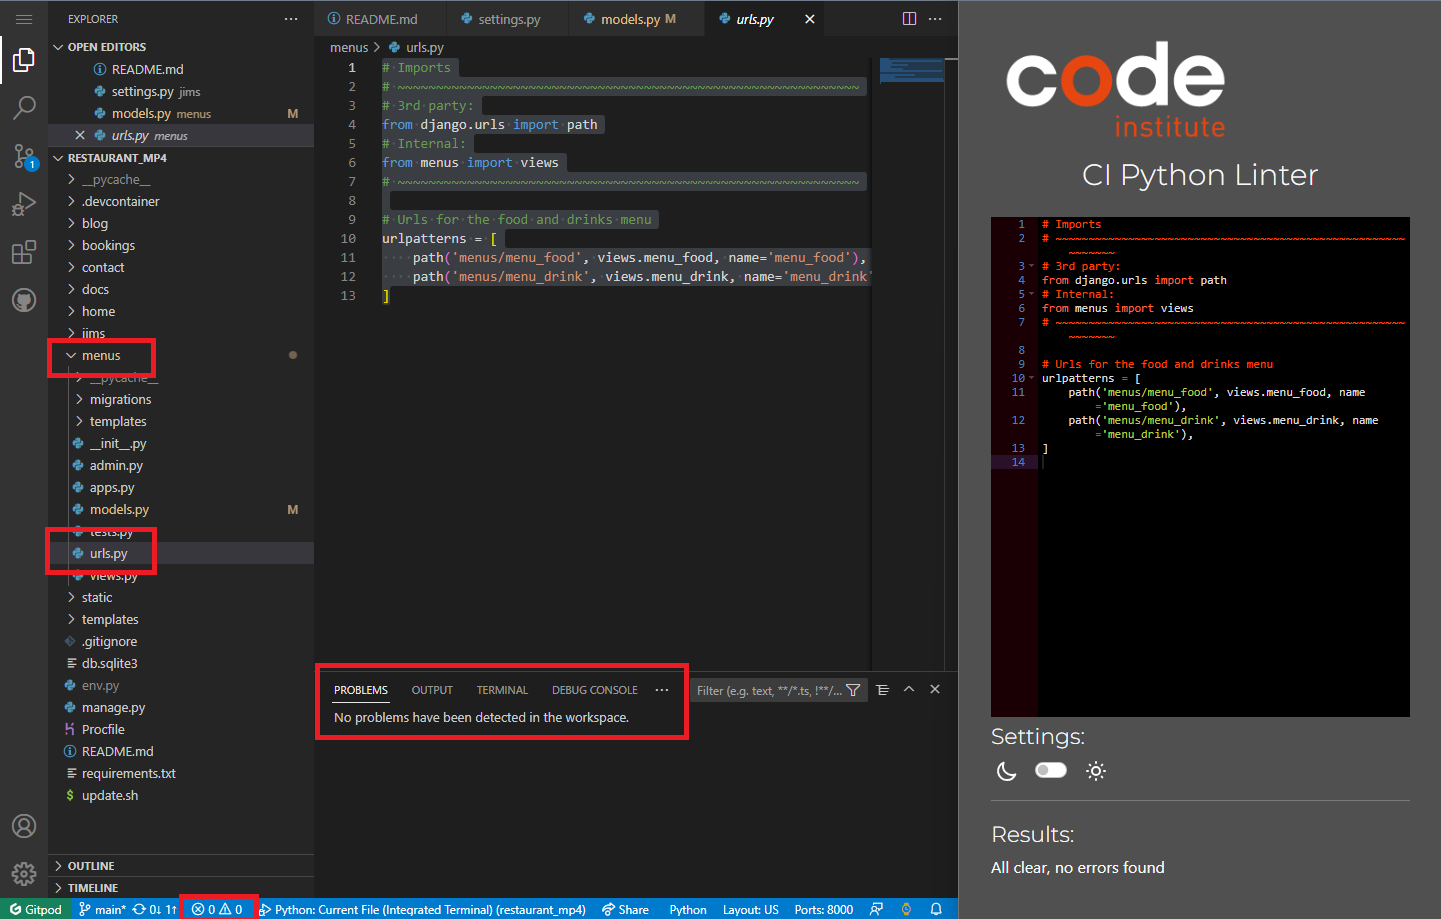 EXPLORER
OPEN EDITORS
README.md
settings.py jims
models.py menus M
urls.py menus
RESTAURANT_MP4
__pycache__
.devcontainer
blog
bookings
contact
docs
home
jims
menus
__pycache__
migrations
templates
__init__.py
admin.py
apps.py
models.py M
tests.py
urls.py
views.py
static
templates
.gitignore
db.sqlite3
env.py
manage.py
Procfile
README.md
requirements.txt
update.sh
OUTLINE
TIMELINE
1
README.md
settings.py
models.py M
urls.py
menus > urls.py
1 # Imports
2 # ~~~~~~~~~~~~~~~~~~~~~~~~~~~~~~~~~~~~~~~~~~~~~~~~~~~~~~~~~~~~
3 # 3rd party:
4 from django.urls import path
5 # Internal:
6 from menus import views
7 # ~~~~~~~~~~~~~~~~~~~~~~~~~~~~~~~~~~~~~~~~~~~~~~~~~~~~~~~~~~~~
8
9 # Urls for the food and drinks menu
10 urlpatterns = [
11 path('menus/menu_food', views.menu_food, name='menu_food'),
12 path('menus/menu_drink', views.menu_drink, name='menu_drink'
13 ]
PROBLEMS OUTPUT TERMINAL DEBUG CONSOLE ...
Filter (e.g. text, **/*.ts, !**/...
No problems have been detected in the workspace.
Gitpod main* 0↓ 1↑ 0 0 Python: Current File (Integrated Terminal) (restaurant_mp4) Share Python Layout: US Ports: 8000
code
institute
CI Python Linter
1 # Imports
2 # ~~~~~~~~~~~~~~~~~~~~~~~~~~~~~~~~~~~~~~~~~~~~~~~~~~~~~
~~~~~~~
3 # 3rd party:
4 from django.urls import path
5 # Internal:
6 from menus import views
7 # ~~~~~~~~~~~~~~~~~~~~~~~~~~~~~~~~~~~~~~~~~~~~~~~~~~~~~
~~~~~~~
8
9 # Urls for the food and drinks menu
10 urlpatterns = [
11 path('menus/menu_food', views.menu_food, name
='menu_food'),
12 path('menus/menu_drink', views.menu_drink, name
='menu_drink'),
13 ]
14
Settings:
Results:
All clear, no errors found